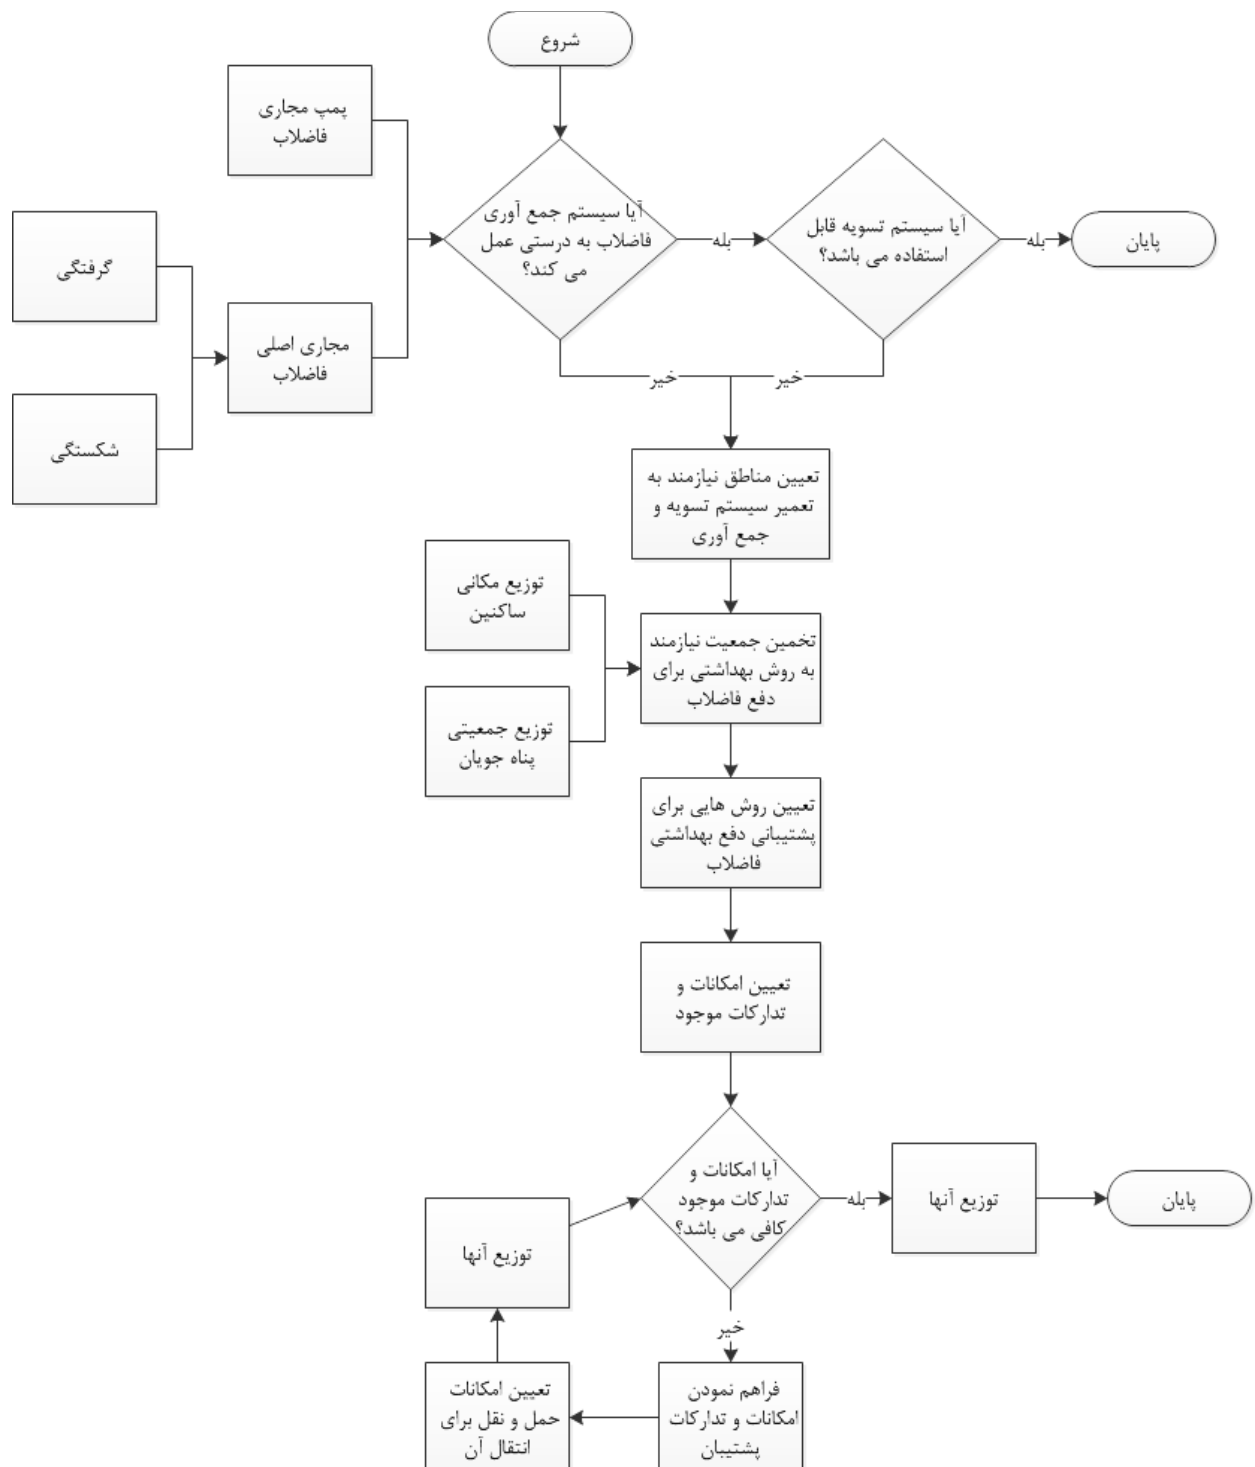 شروع
پمپ مجاری
فاضلاب
آیا سیستم جمع آوری
فاضلاب به درستی عمل
می کند؟
بله
آیا سیستم تسویه قابل
استفاده می باشد؟
بله
پایان
گرفتگی
مجاری اصلی
فاضلاب
شکستگی
خیر
خیر
تعیین مناطق نیازمند به
تعمیر سیستم تسویه و
جمع آوری
توزیع مکانی
ساکنین
تخمین جمعیت نیازمند
به روش بهداشتی برای
دفع فاضلاب
توزیع جمعیتی
پناه جویان
تعیین روش هایی برای
پشتیبانی دفع بهداشتی
فاضلاب
تعیین امکانات و
تدارکات موجود
آیا امکانات و
تدارکات موجود
کافی می باشد؟
بله
توزیع آنها
پایان
توزیع آنها
خیر
فراهم نمودن
امکانات و تدارکات
پشتیبان
تعیین امکانات
حمل و نقل برای
انتقال آن